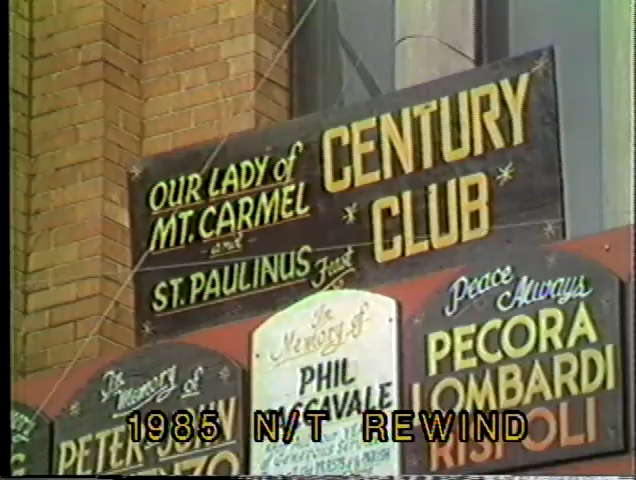 OUR LADY of
MT. CARMEL
and
ST. PAULINUS Feast
CENTURY
CLUB
In
Memory of
PETER-JOHN
In
Memory of
PHIL
Peace Always
PECORA
LOMBARDI
RISPOLI
1985 N/T REWIND